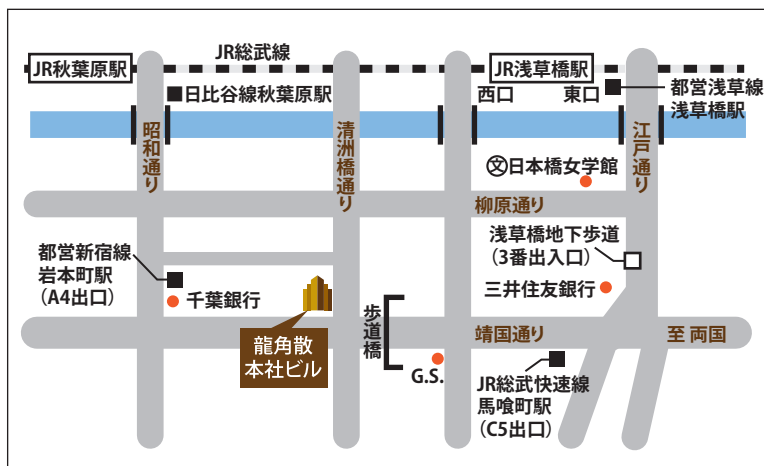 JR総武線
JR秋葉原駅
JR浅草橋駅
■日比谷線秋葉原駅
西口
東口
都営浅草線
浅草橋駅
昭和通り
清洲橋通り
江戸通り
文日本橋女学館
柳原通り
浅草橋地下歩道
(3番出入口)
都営新宿線
岩本町駅
(A4出口)
千葉銀行
三井住友銀行
歩道橋
靖国通り
至 両国
龍角散
本社ビル
G.S.
JR総武快速線
馬喰町駅
(C5出口)